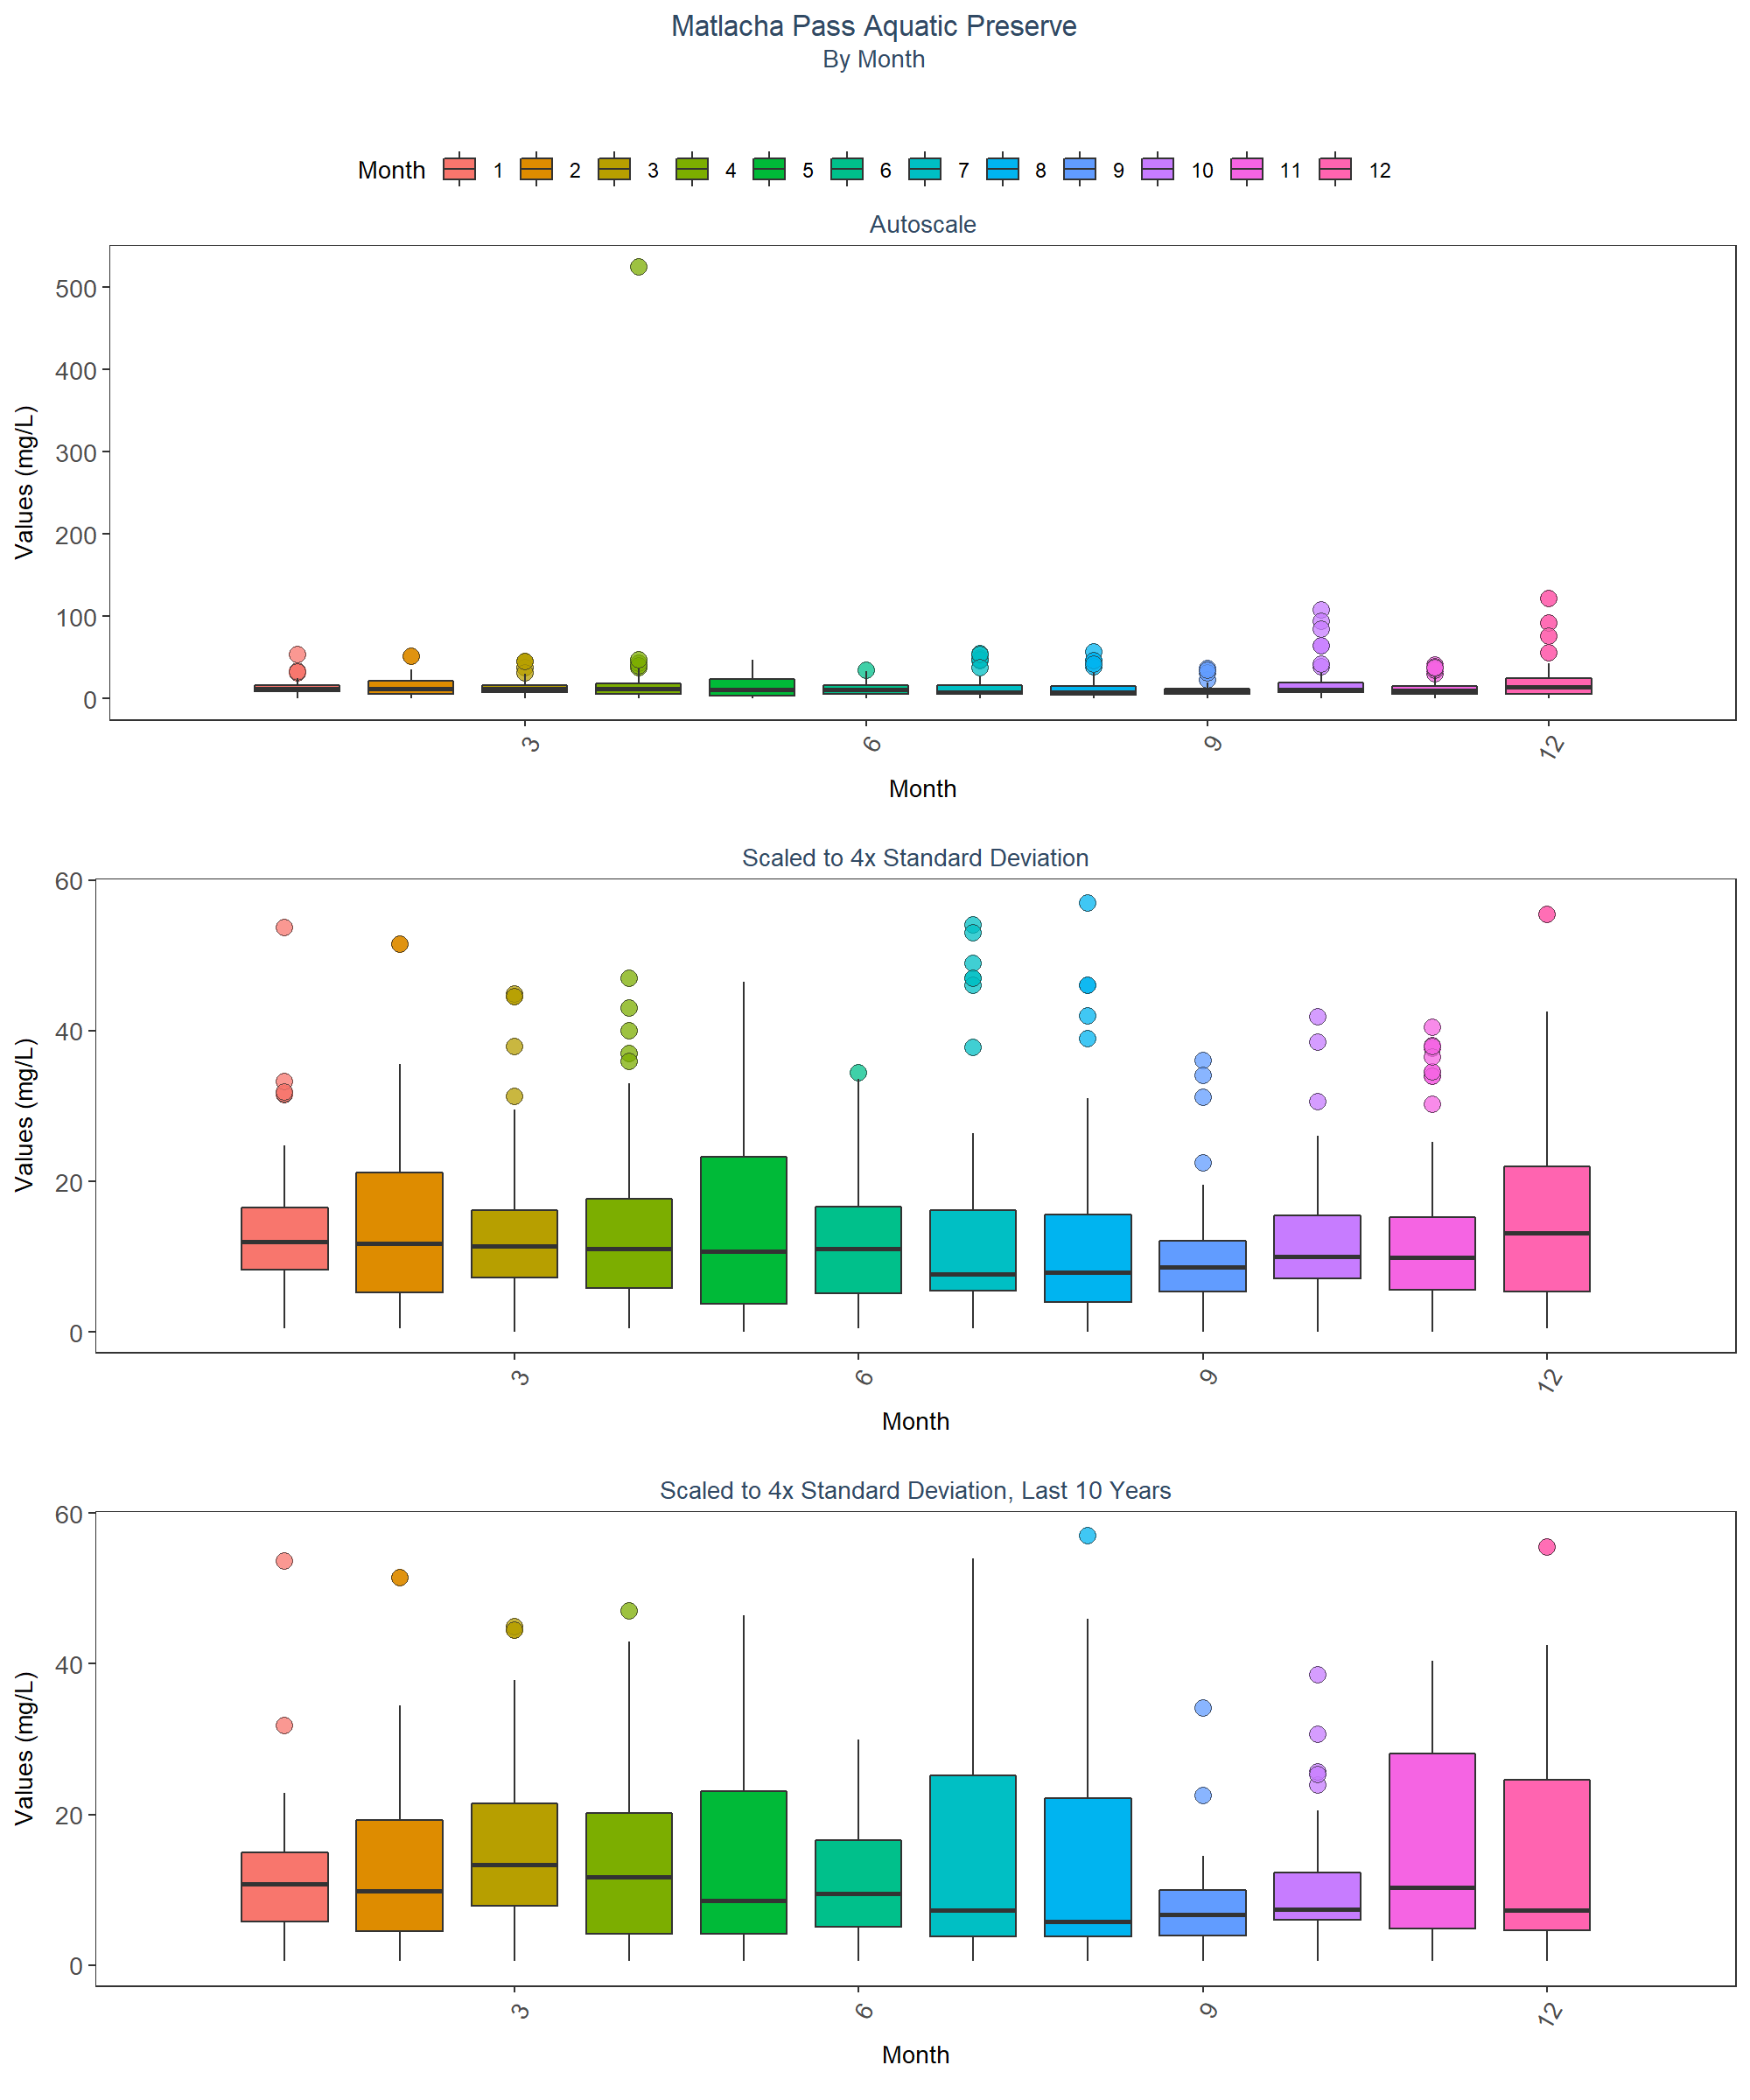 Matlacha Pass Aquatic Preserve
By Month
Month 1 2 3 4 5 6 7 8 9 10 11 12
Autoscale
500
400
300
200
100
0
Values (mg/L)
3 6 9 12
Month
Scaled to 4x Standard Deviation
60
40
20
0
Values (mg/L)
3 6 9 12
Month
Scaled to 4x Standard Deviation, Last 10 Years
60
40
20
0
Values (mg/L)
3 6 9 12
Month